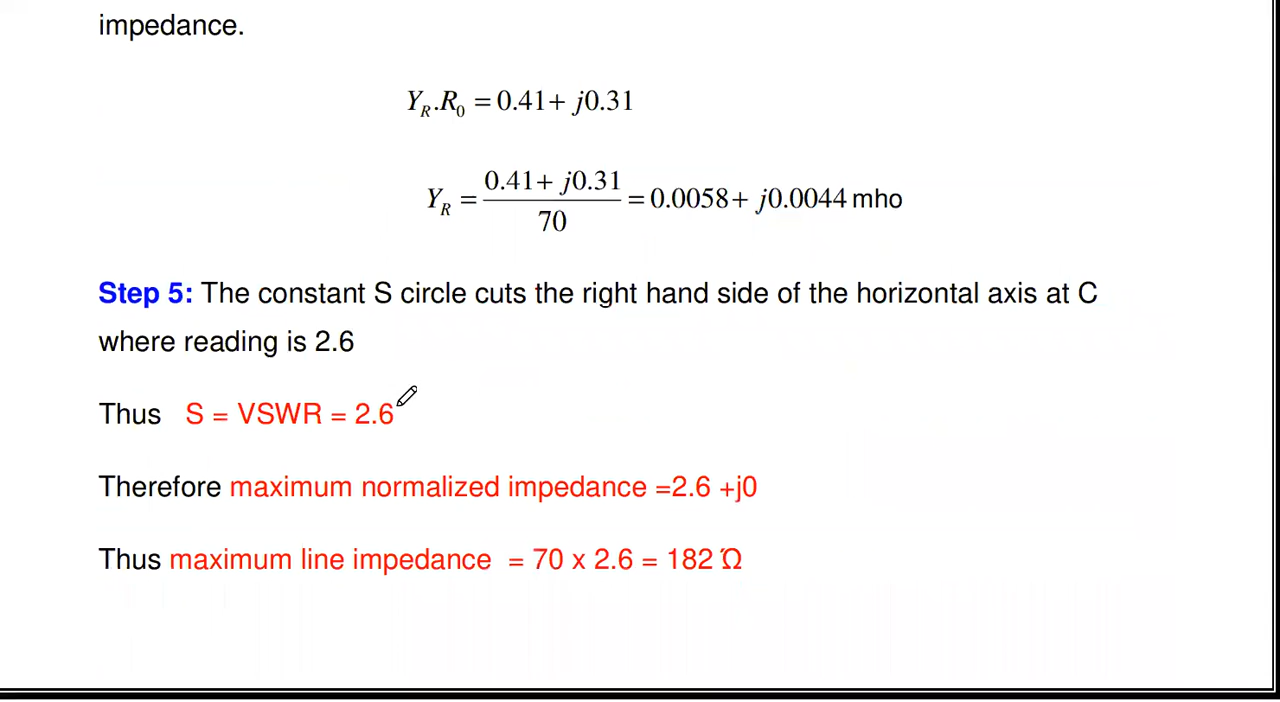 impedance.
Y_R.R_0 = 0.41+ j0.31
Y_R = (0.41+ j0.31)/70 = 0.0058+ j0.0044 mho
Step 5: The constant S circle cuts the right hand side of the horizontal axis at C
where reading is 2.6
Thus S = VSWR = 2.6
Therefore maximum normalized impedance =2.6 +j0
Thus maximum line impedance = 70 x 2.6 = 182 Ώ